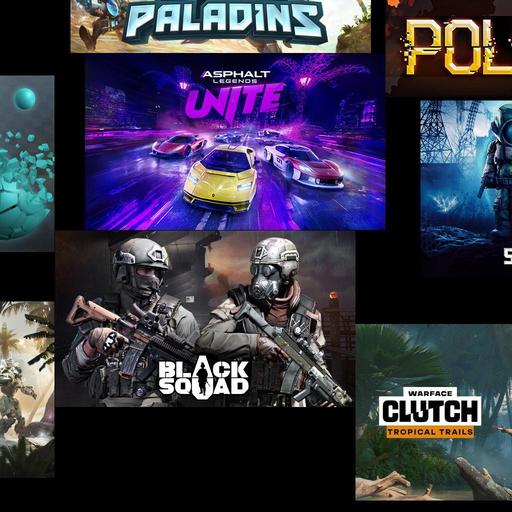 PALADINS
POL
ASPHALT
LEGENDS
UNITE
S
BLACK
SQUAD
WARFACE
CLUTCH
TROPICAL TRAILS